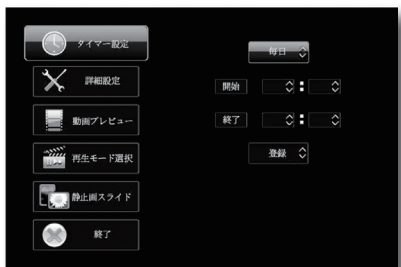 タイマー設定
詳細設定
動画プレビュー
再生モード選択
静止画スライド
終了
毎日
開始 :
終了 :
登録